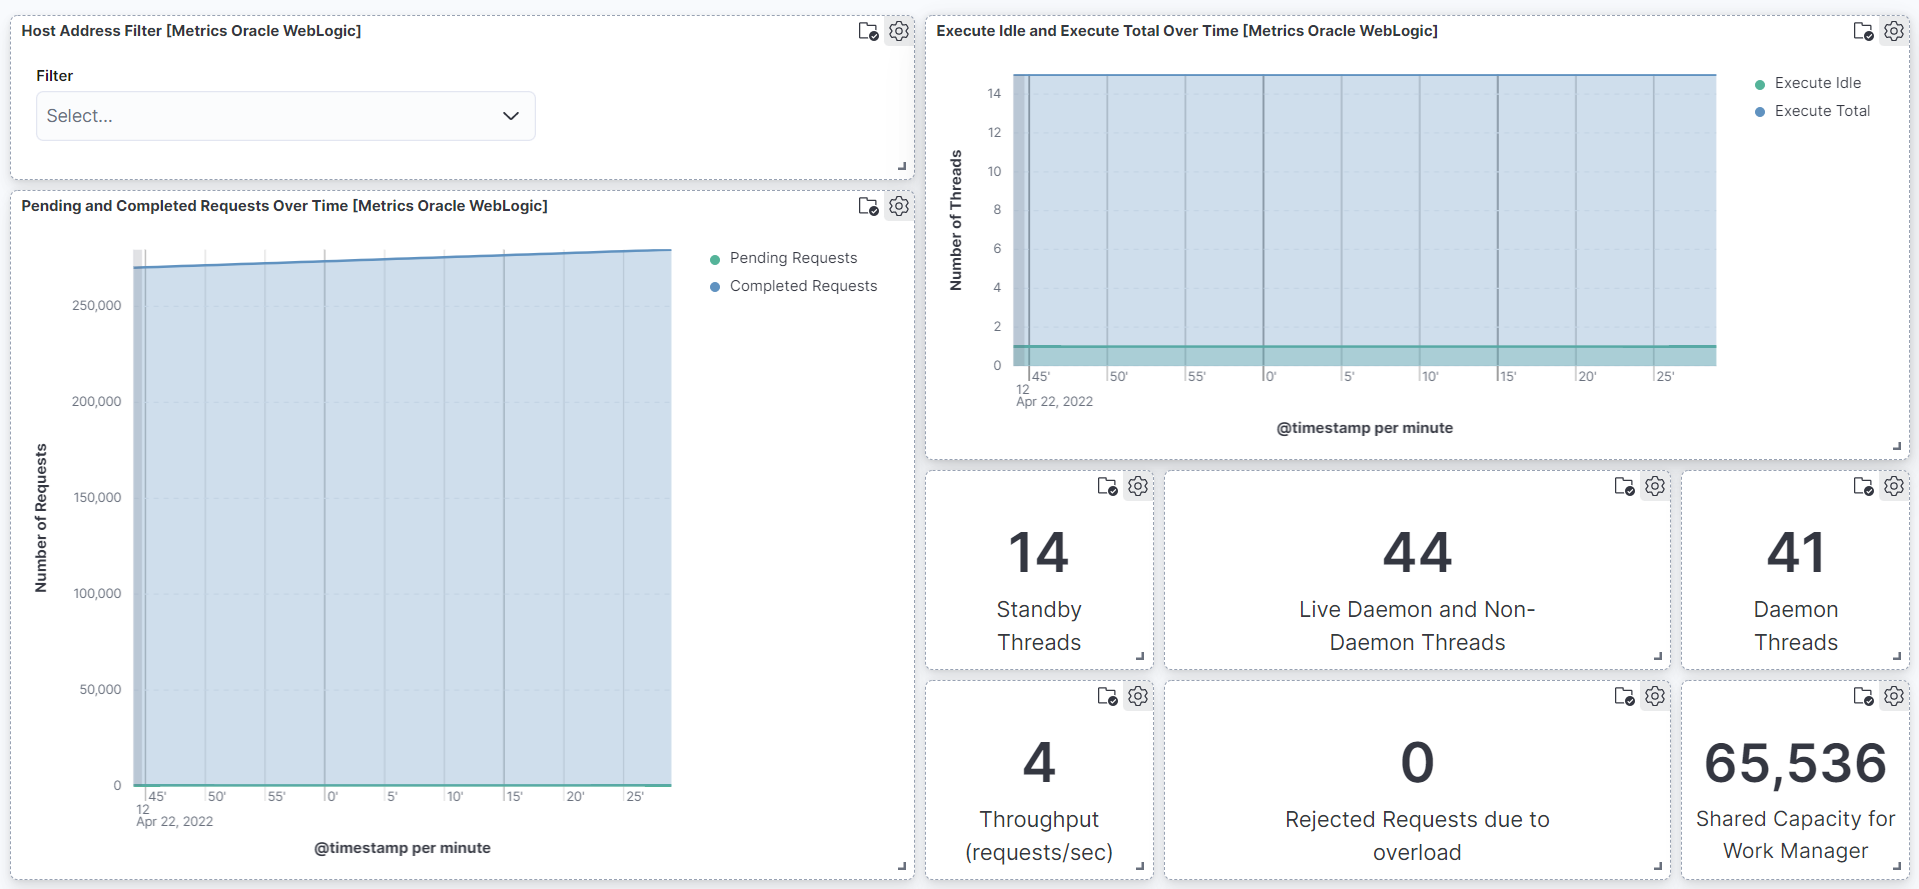 Host Address Filter [Metrics Oracle WebLogic]
Filter
Select...
Pending and Completed Requests Over Time [Metrics Oracle WebLogic]
Number of Requests
250,000
200,000
150,000
100,000
50,000
0
45' 50' 55' 0' 5' 10' 15' 20' 25'
12
Apr 22, 2022
@timestamp per minute
Pending Requests
Completed Requests
Execute Idle and Execute Total Over Time [Metrics Oracle WebLogic]
Number of Threads
14
12
10
8
6
4
2
0
45' 50' 55' 0' 5' 10' 15' 20' 25'
12
Apr 22, 2022
@timestamp per minute
Execute Idle
Execute Total
14
Standby
Threads
44
Live Daemon and Non-
Daemon Threads
41
Daemon
Threads
4
Throughput
(requests/sec)
0
Rejected Requests due to
overload
65,536
Shared Capacity for
Work Manager